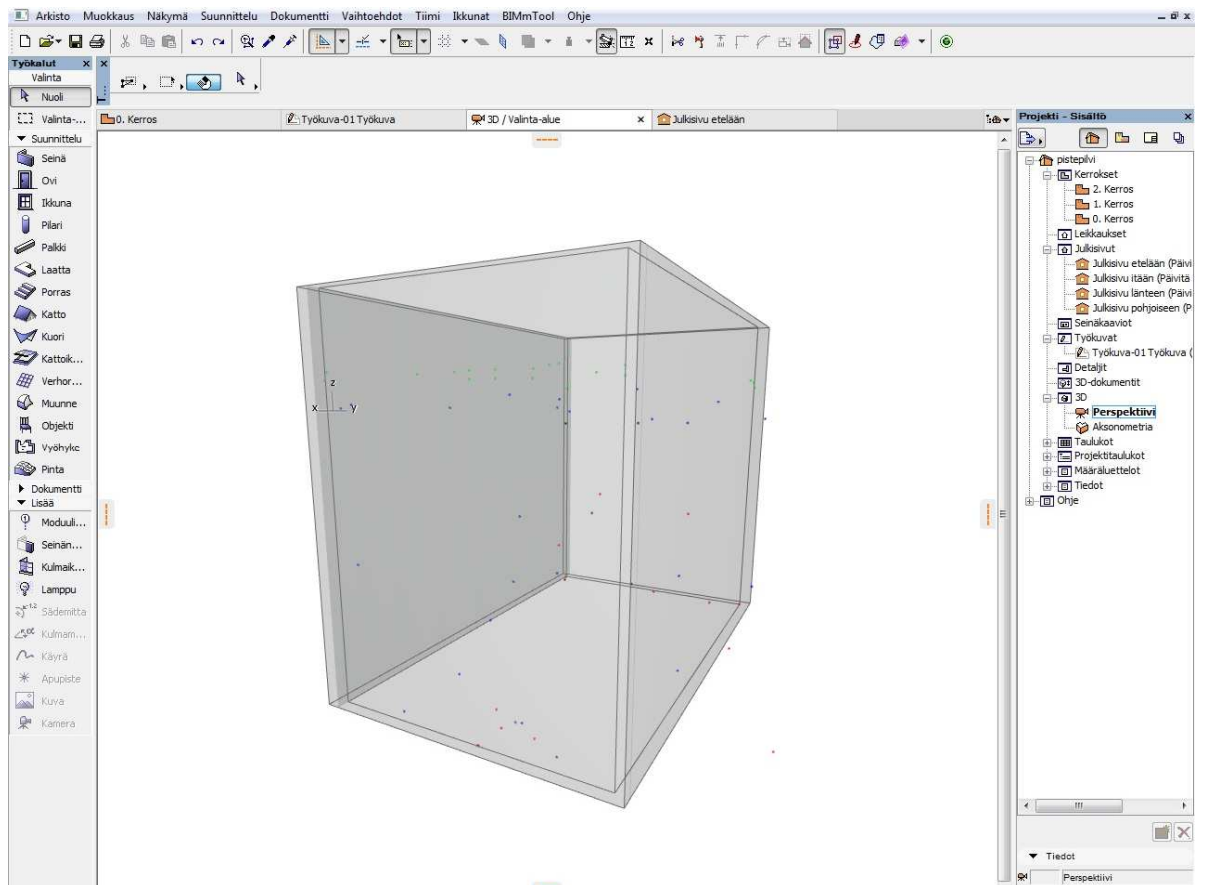 Arkisto Muokkaus Näkymä Suunnittelu Dokumentti Vaihtoehdot Tiimi Ikkunat BIMmTool Ohje
Työkalut
Valinta
Nuoli
Valinta-...
Suunnittelu
Seinä
Ovi
Ikkuna
Pilari
Palkki
Laatta
Porras
Katto
Kuori
Kattoik...
Verhor...
Muunne
Objekti
Vyöhyke
Pinta
Dokumentti
Lisää
Moduuli...
Seinän...
Kulmaik...
Lamppu
Sädemitta
Kulmam...
Käyrä
Apupiste
Kuva
Kamera
0. Kerros
Työkuva-01 Työkuva
3D / Valinta-alue
Julkisivu etelään
z
x y
Projekti - Sisältö
pistepilvi
Kerrokset
2. Kerros
1. Kerros
0. Kerros
Leikkaukset
Julkisivut
Julkisivu etelään (Päivi
Julkisivu itään (Päivitä
Julkisivu länteen (Päivi
Julkisivu pohjoiseen (P
Seinäkaaviot
Työkuvat
Työkuva-01 Työkuva (
Detaljit
3D-dokumentit
3D
Perspektiivi
Aksonometria
Taulukot
Projektitaulukot
Määräluettelot
Tiedot
Ohje
Tiedot
Perspektiivi